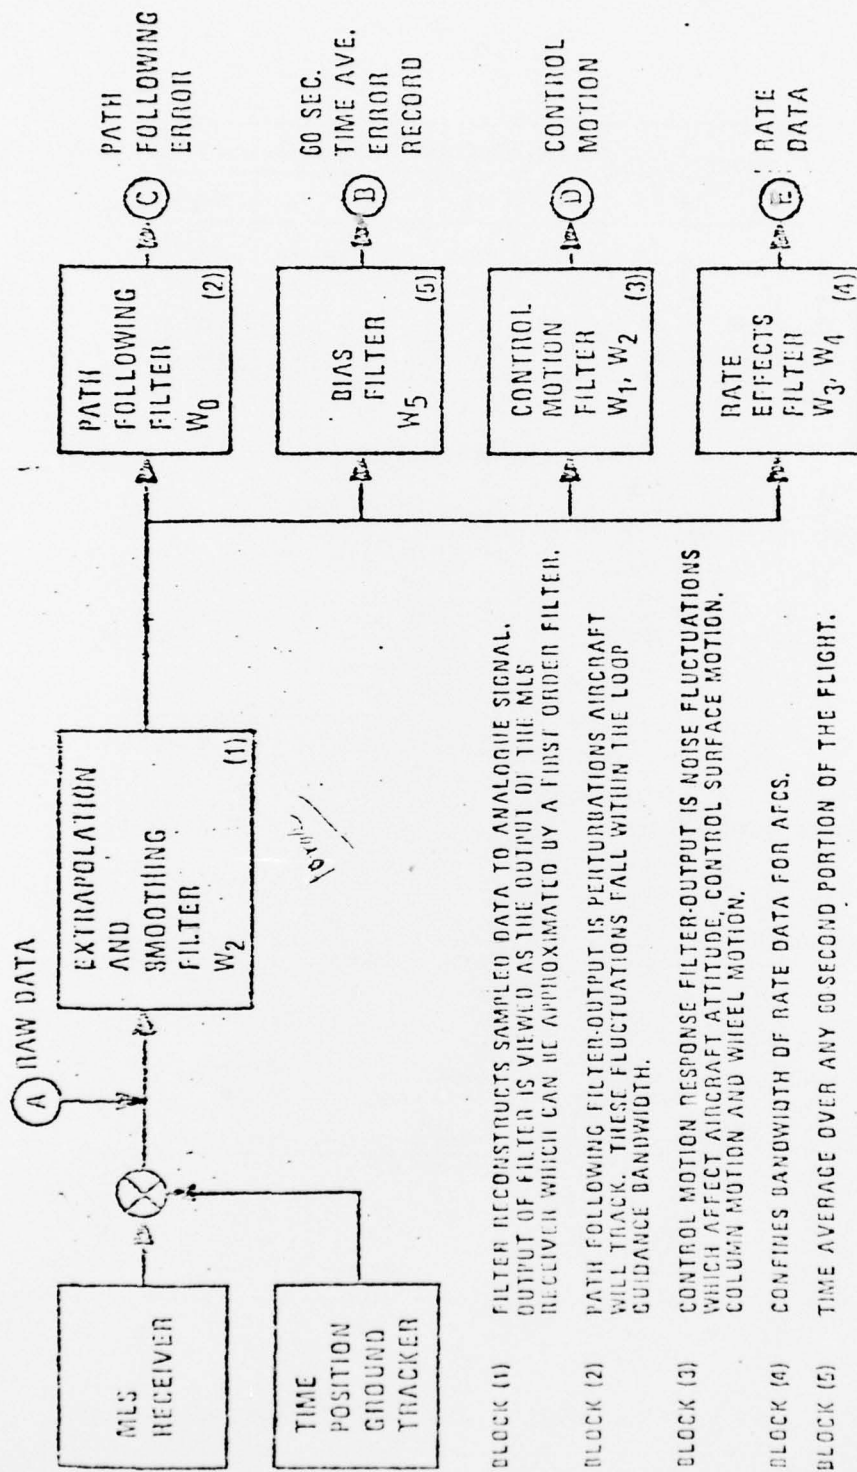 MLS
RECEIVER
TIME
POSITION
GROUND
TRACKER
A
RAW DATA
EXTRAPOLATION
AND
SMOOTHING
FILTER
W2
(1)
PATH
FOLLOWING
FILTER
W0
(2)
C
PATH
FOLLOWING
ERROR
BIAS
FILTER
W5
(5)
B
60 SEC.
TIME AVE.
ERROR
RECORD
CONTROL
MOTION
FILTER
W1, W2
(3)
D
CONTROL
MOTION
RATE
EFFECTS
FILTER
W3, W4
(4)
E
RATE
DATA
BLOCK (1) FILTER RECONSTRUCTS SAMPLED DATA TO ANALOGUE SIGNAL.
OUTPUT OF FILTER IS VIEWED AS THE OUTPUT OF THE MLS
RECEIVER WHICH CAN BE APPROXIMATED BY A FIRST ORDER FILTER.
BLOCK (2) PATH FOLLOWING FILTER-OUTPUT IS PERTURBATIONS AIRCRAFT
WILL TRACK. THESE FLUCTUATIONS FALL WITHIN THE LOOP
GUIDANCE BANDWIDTH.
BLOCK (3) CONTROL MOTION RESPONSE FILTER-OUTPUT IS NOISE FLUCTUATIONS
WHICH AFFECT AIRCRAFT ATTITUDE, CONTROL SURFACE MOTION,
COLUMN MOTION AND WHEEL MOTION.
BLOCK (4) CONFINES BANDWIDTH OF RATE DATA FOR AFCS.
BLOCK (5) TIME AVERAGE OVER ANY 60 SECOND PORTION OF THE FLIGHT.